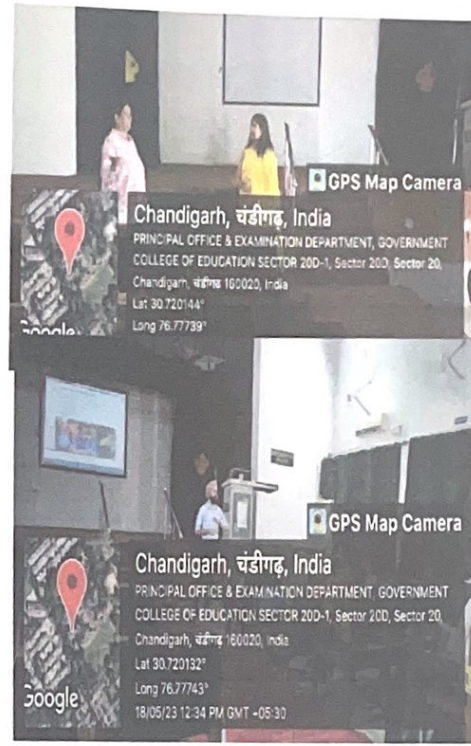 GPS Map Camera
Chandigarh, चंडीगढ़, India
PRINCIPAL OFFICE & EXAMINATION DEPARTMENT, GOVERNMENT
COLLEGE OF EDUCATION SECTOR 20D-1, Sector 20D, Sector 20,
Chandigarh, चंडीगढ़ 160020, India
Lat 30.720144°
Long 76.77739°
Google
GPS Map Camera
Chandigarh, चंडीगढ़, India
PRINCIPAL OFFICE & EXAMINATION DEPARTMENT, GOVERNMENT
COLLEGE OF EDUCATION SECTOR 20D-1, Sector 20D, Sector 20,
Chandigarh, चंडीगढ़ 160020, India
Lat 30.720132°
Long 76.77743°
18/05/23 12:34 PM GMT +05:30
Google